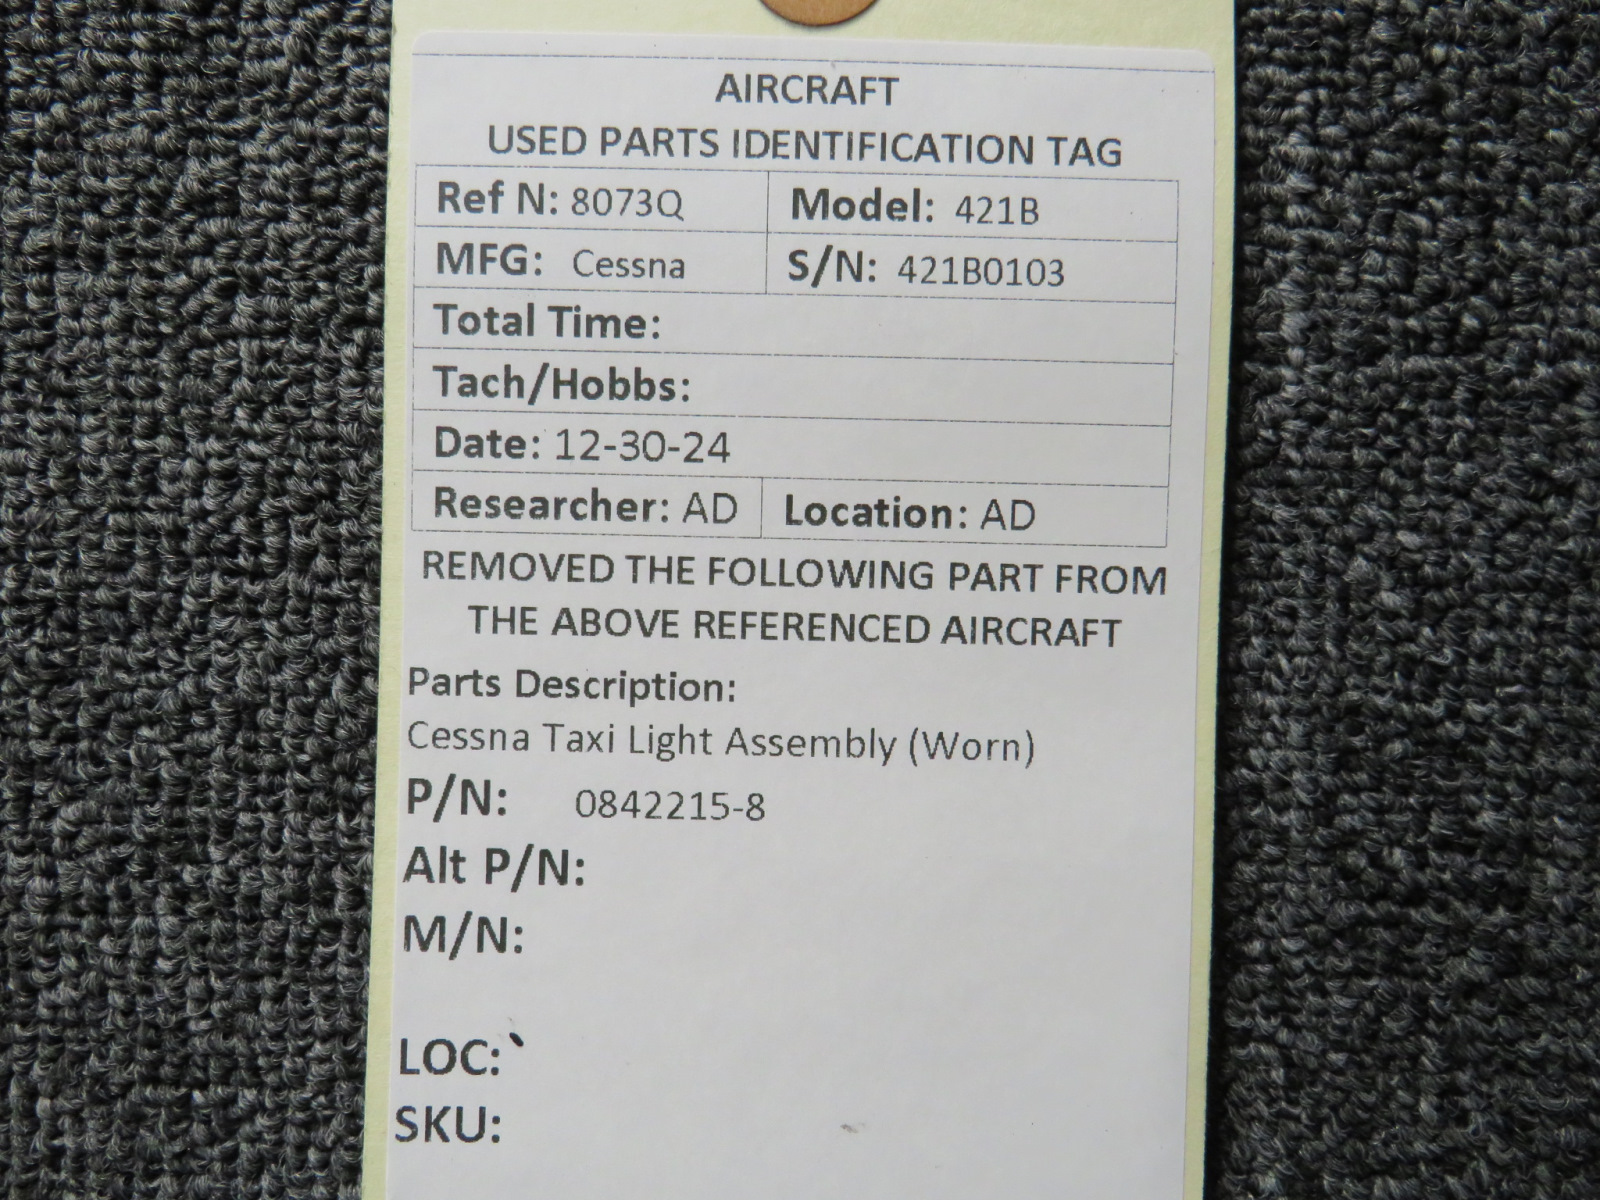 AIRCRAFT
USED PARTS IDENTIFICATION TAG
Ref N: 8073Q Model: 421B
MFG: Cessna S/N: 421B0103
Total Time:
Tach/Hobbs:
Date: 12-30-24
Researcher: AD Location: AD
REMOVED THE FOLLOWING PART FROM
THE ABOVE REFERENCED AIRCRAFT
Parts Description:
Cessna Taxi Light Assembly (Worn)
P/N: 0842215-8
Alt P/N:
M/N:
LOC:
SKU: